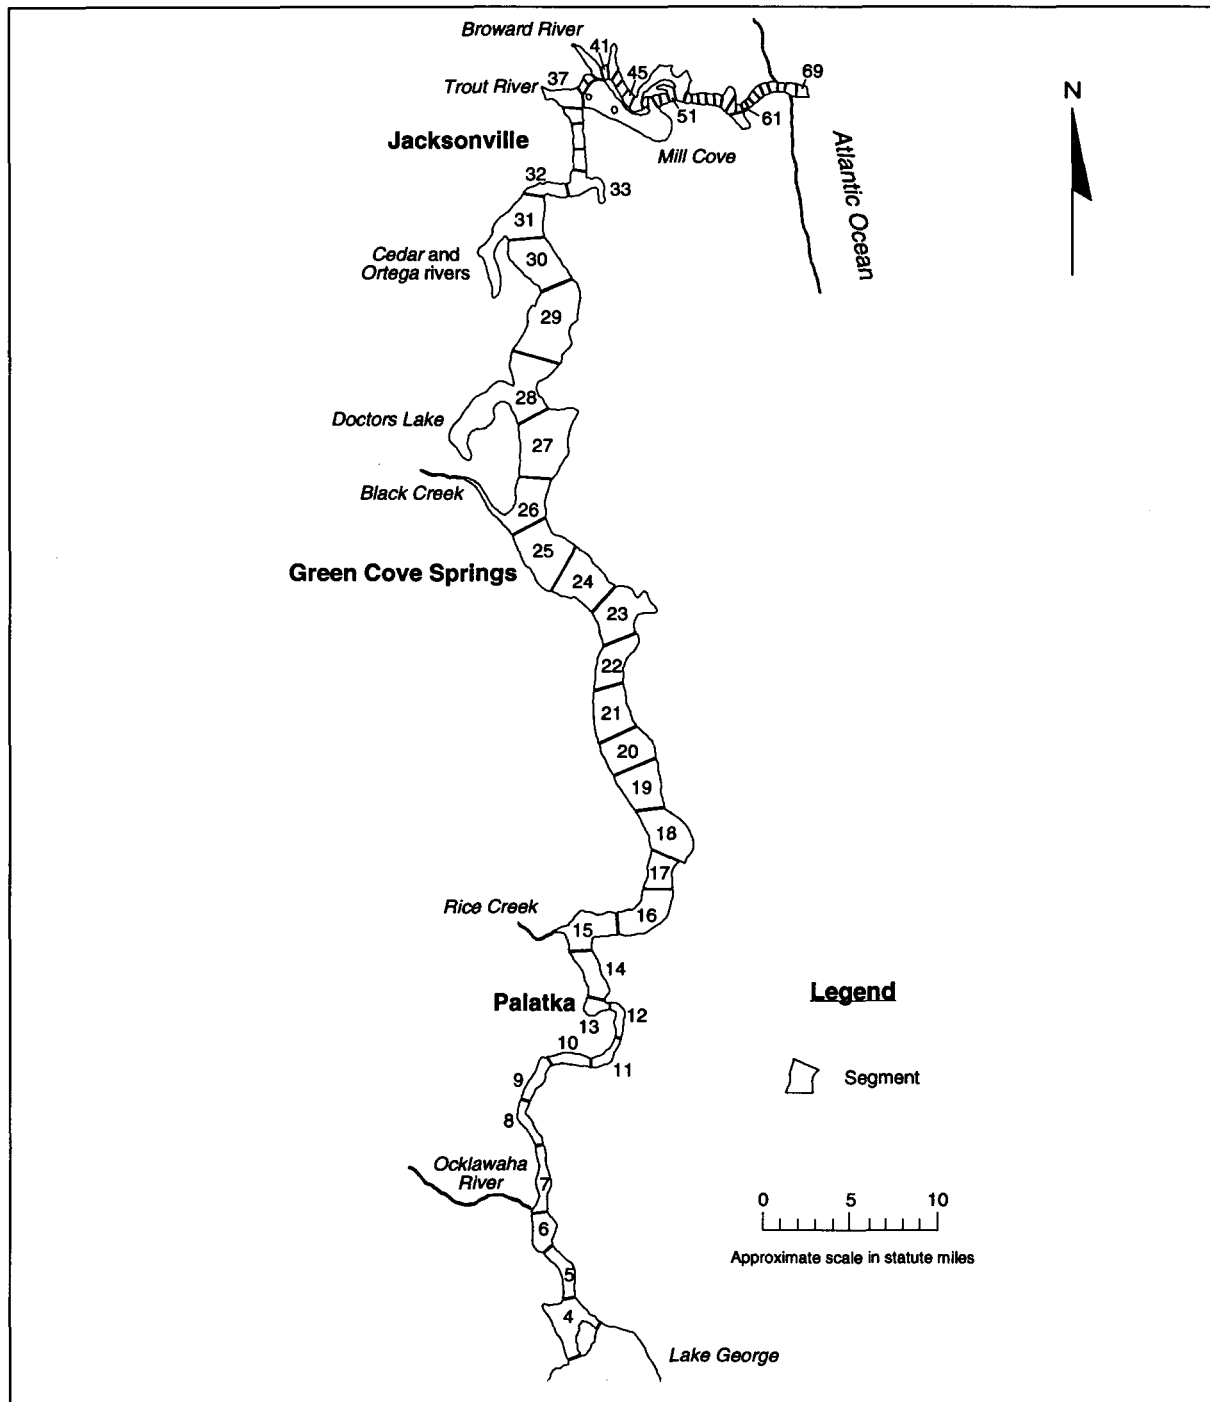 Broward River
41
45
69
37
Trout River
51
61
N
Jacksonville
Mill Cove
Atlantic Ocean
32
33
31
Cedar and
Ortega rivers
30
29
28
Doctors Lake
27
Black Creek
26
25
Green Cove Springs
24
23
22
21
20
19
18
17
Rice Creek
16
15
14
Legend
Palatka
13
12
10
11
Segment
9
8
Ocklawaha
River
7
0 5 10
6
Approximate scale in statute miles
5
4
Lake George